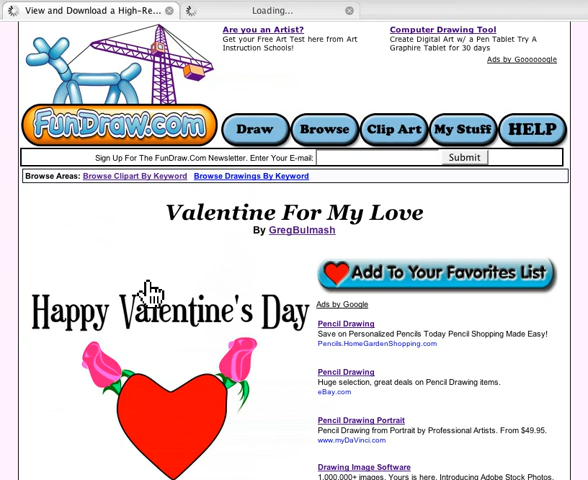 View and Download a High-Re...
Loading...
Are you an Artist?
Get your Free Art Test here from Art
Instruction Schools!
Computer Drawing Tool
Create Digital Art w/ a Pen Tablet Try A
Graphire Tablet for 30 days
Ads by Goooooogle
FunDraw.com
Draw
Browse
Clip Art
My Stuff
HELP
Sign Up For The FunDraw.Com Newsletter. Enter Your E-mail:
Submit
Browse Areas: Browse Clipart By Keyword Browse Drawings By Keyword
Valentine For My Love
By GregBulmash
Add To Your Favorites List
Happy Valentine's Day
Ads by Google
Pencil Drawing
Save on Personalized Pencils Today Pencil Shopping Made Easy!
Pencils.HomeGardenShopping.com
Pencil Drawing
Huge selection, great deals on Pencil Drawing items.
eBay.com
Pencil Drawing Portrait
Pencil Drawing from Portrait by Professional Artists. From $49.95.
www.myDaVinci.com
Drawing Image Software
1,000,000+ images, Yours is here. Introducing Adobe Stock Photos.